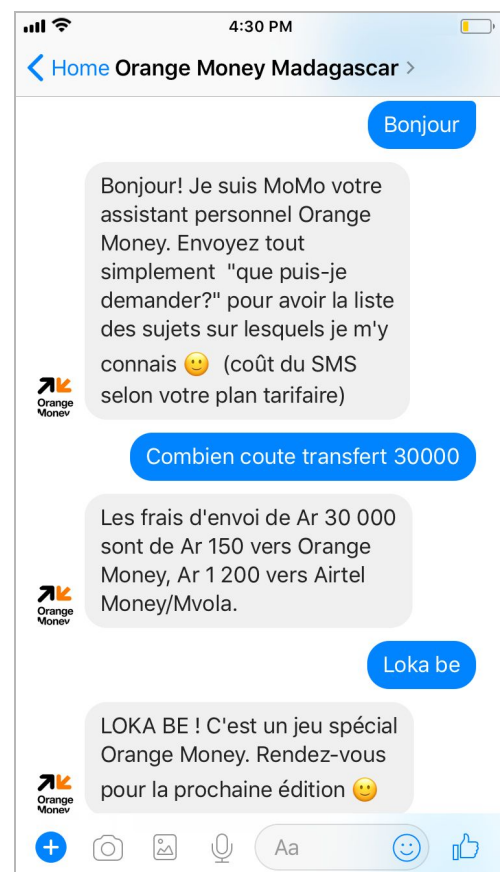 4:30 PM
Home Orange Money Madagascar >
Bonjour
Bonjour! Je suis MoMo votre
assistant personnel Orange
Money. Envoyez tout
simplement "que puis-je
demander?" pour avoir la liste
des sujets sur lesquels je m'y
connais 🙂 (coût du SMS
selon votre plan tarifaire)
Orange
Money
Combien coute transfert 30000
Les frais d'envoi de Ar 30 000
sont de Ar 150 vers Orange
Money, Ar 1 200 vers Airtel
Money/Mvola.
Orange
Money
Loka be
LOKA BE ! C'est un jeu spécial
Orange Money. Rendez-vous
pour la prochaine édition 🙂
Orange
Money
Aa